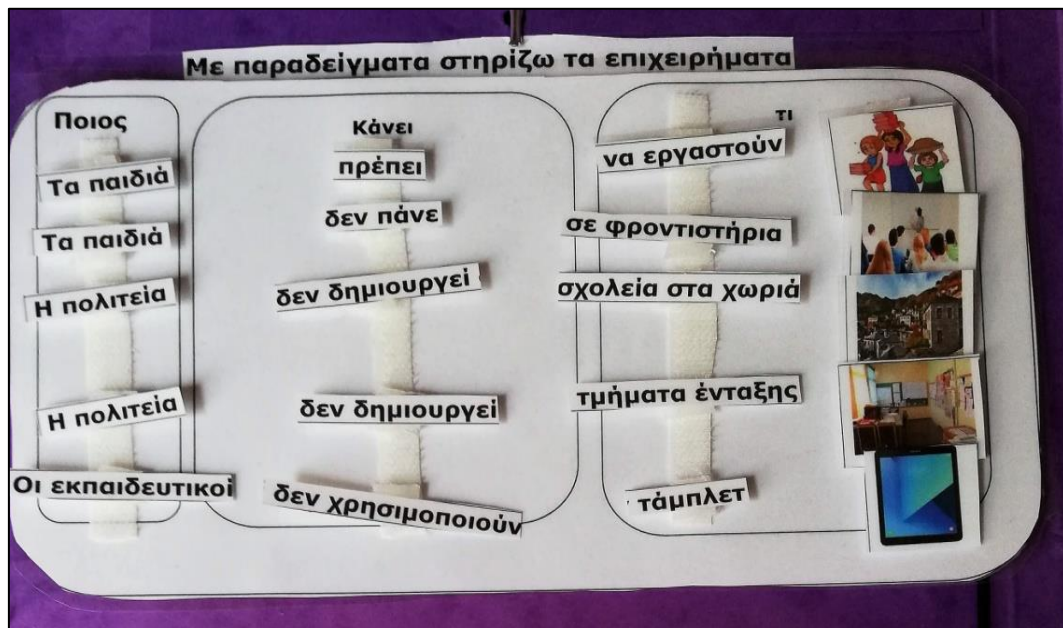 Με παραδείγματα στηρίζω τα επιχειρήματα
Ποιος Κάνει τι
Τα παιδιά πρέπει να εργαστούν
Τα παιδιά δεν πάνε σε φροντιστήρια
Η πολιτεία δεν δημιουργεί σχολεία στα χωριά
Η πολιτεία δεν δημιουργεί τμήματα ένταξης
Οι εκπαιδευτικοί δεν χρησιμοποιούν τάμπλετ